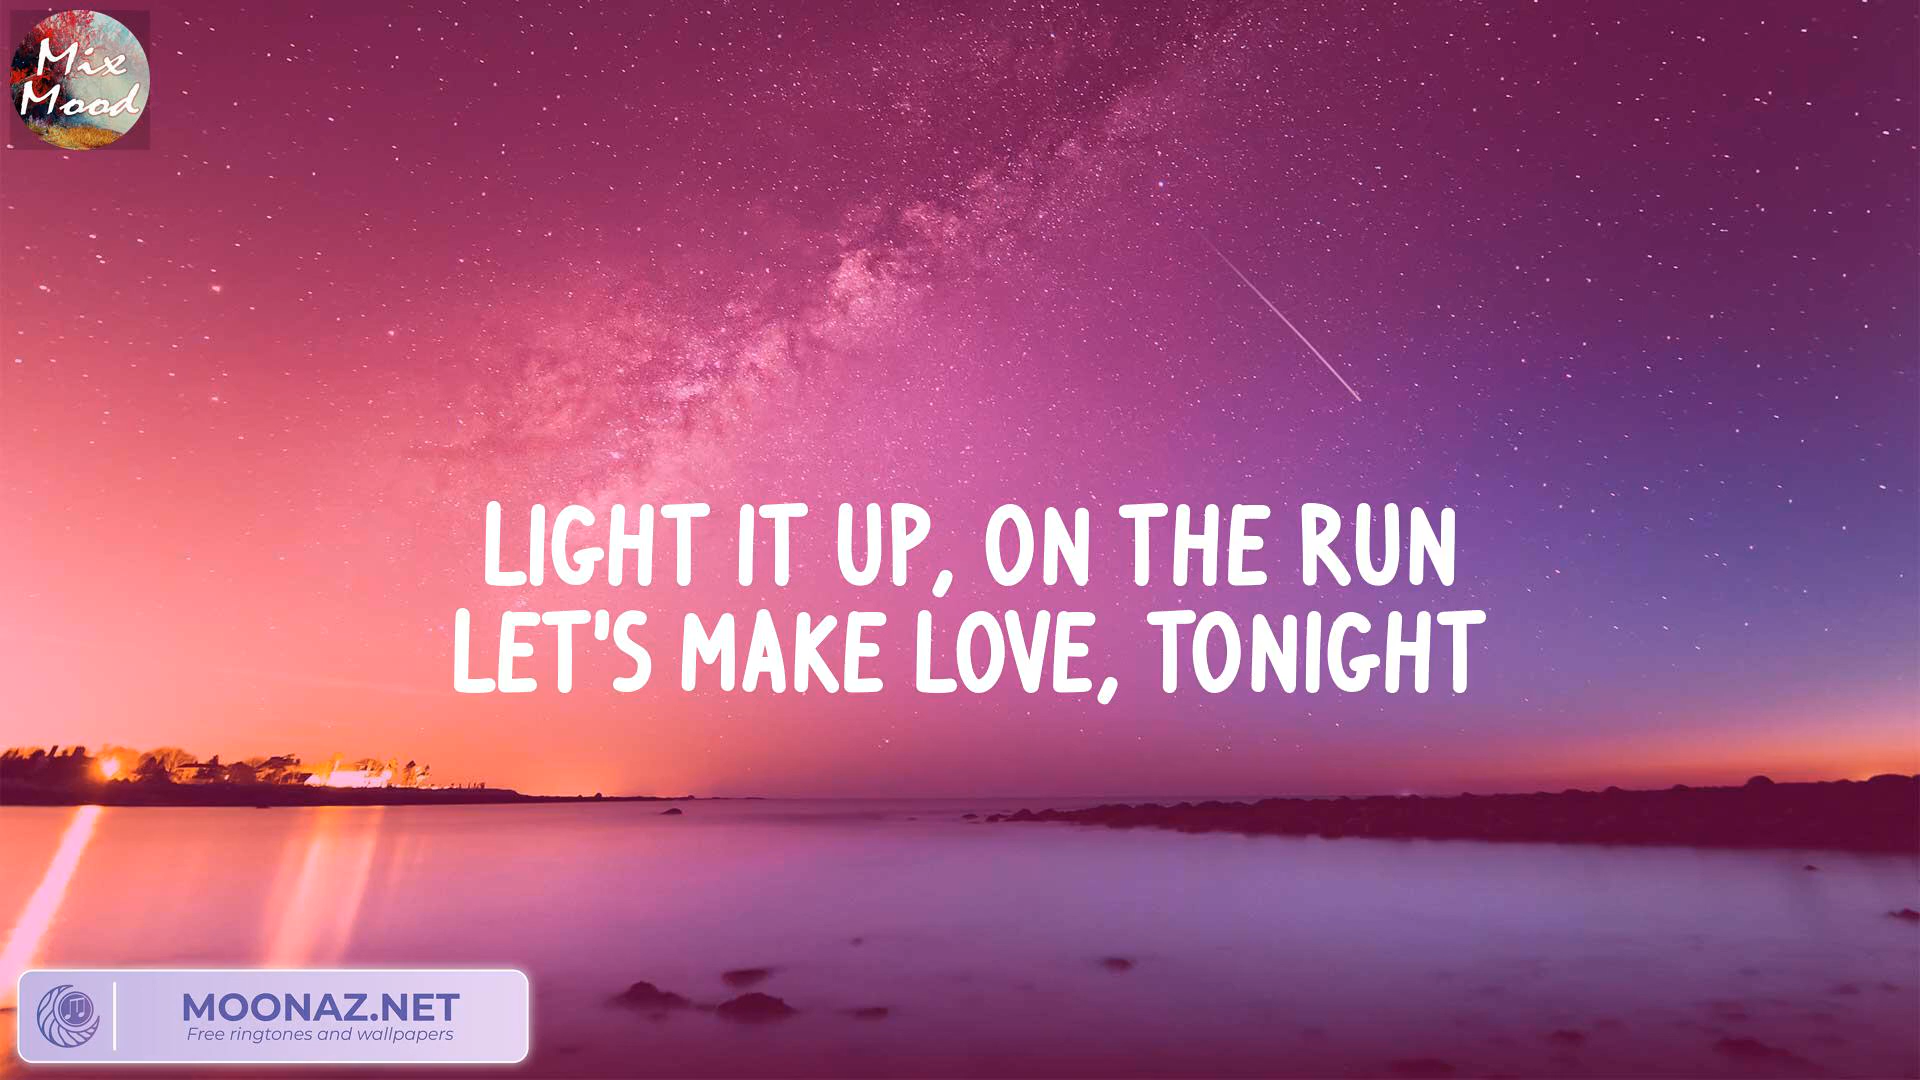 Mix
Mood
LIGHT IT UP, ON THE RUN
LET'S MAKE LOVE, TONIGHT
MOONAZ.NET
Free ringtones and wallpapers